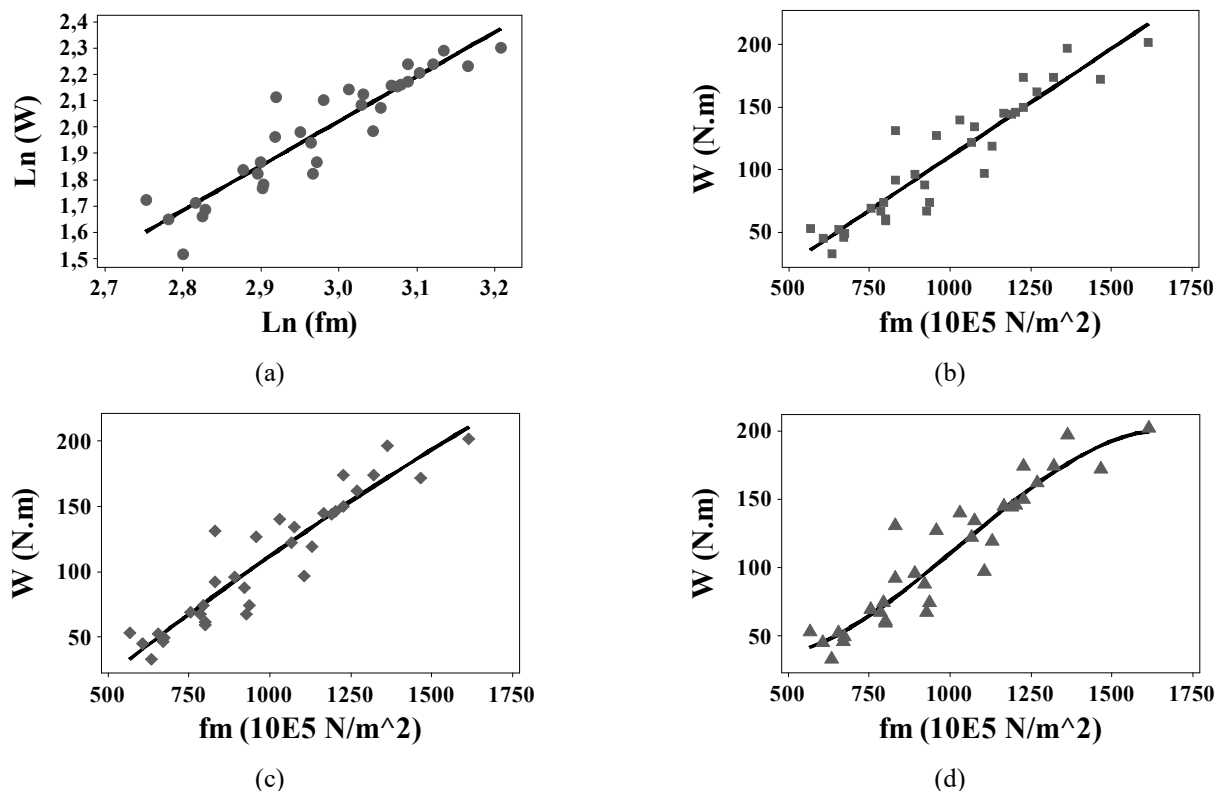 2,4
2,3
2,2
2,1
2,0
1,9
1,8
1,7
1,6
1,5
Ln (W)
2,7 2,8 2,9 3,0 3,1 3,2
Ln (fm)
(a)
200
150
100
50
W (N.m)
500 750 1000 1250 1500 1750
fm (10E5 N/m^2)
(b)
200
150
100
50
W (N.m)
500 750 1000 1250 1500 1750
fm (10E5 N/m^2)
(c)
200
150
100
50
0
W (N.m)
500 750 1000 1250 1500 1750
fm (10E5 N/m^2)
(d)